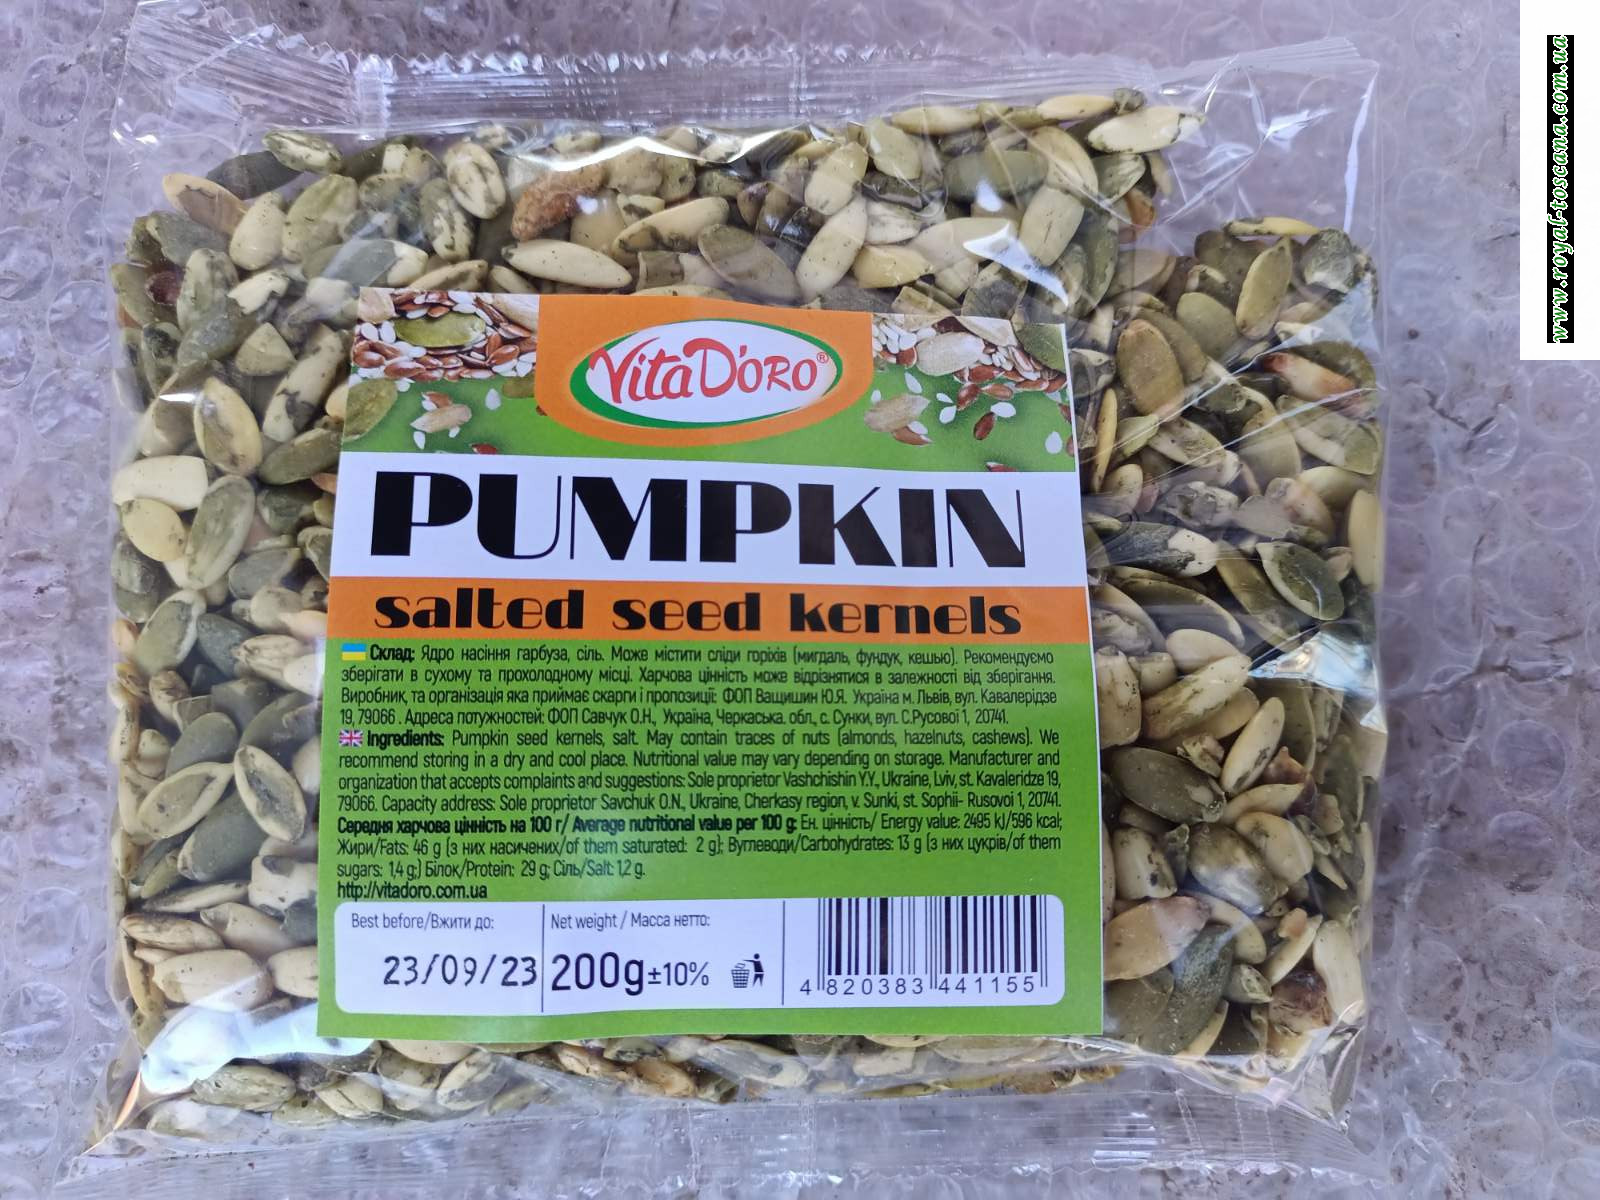 www.royal-toscana.com.ua
Vita D'oro®
PUMPKIN
salted seed kernels
Склад: Ядро насіння гарбуза, сіль. Може містити сліди горіхів (мигдаль, фундук, кешью). Рекомендуємо
зберігати в сухому та прохолодному місці. Харчова цінність може відрізнятися в залежності від зберігання.
Виробник, та організація яка приймає скарги і пропозиції: ФОП Ващишин Ю.Я. Україна м. Львів, вул. Кавалерідзе
19, 79066 . Адреса потужностей: ФОП Савчук О.Н., Україна, Черкаська. обл., с. Сунки, вул. С.Русової 1, 20741.
Ingredients: Pumpkin seed kernels, salt. May contain traces of nuts (almonds, hazelnuts, cashews). We
recommend storing in a dry and cool place. Nutritional value may vary depending on storage. Manufacturer and
organization that accepts complaints and suggestions: Sole proprietor Vashchishin Y.Y., Ukraine, Lviv, st. Kavaleridze 19,
79066. Capacity address: Sole proprietor Savchuk O.N., Ukraine, Cherkasy region, v. Sunki, st. Sophii- Rusovoi 1, 20741.
Середня харчова цінність на 100 г/ Average nutritional value per 100 g: Ен. цінність/ Energy value: 2495 kJ/596 kcal;
Жири/Fats: 46 g (з них насичених/of them saturated: 2 g); Вуглеводи/Carbohydrates: 13 g (з них цукрів/of them
sugars: 1,4 g;) Білок/Protein: 29 g; Сіль/Salt: 1,2 g.
http://vitadoro.com.ua
Best before/Вжити до:
23/09/23
Net weight / Масса нетто:
200g±10%
4 820383 441155